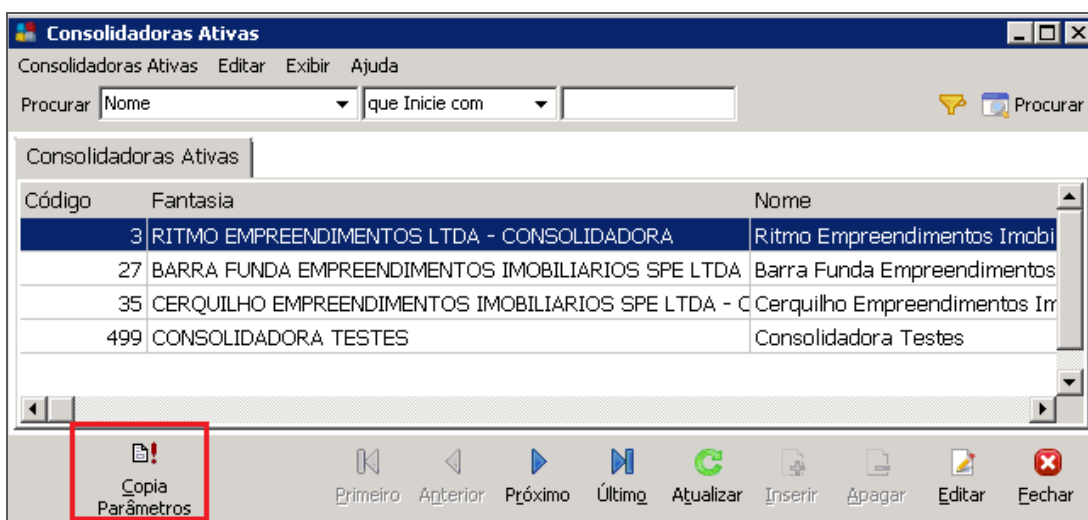 Consolidadoras Ativas
Consolidadoras Ativas Editar Exibir Ajuda
Procurar Nome que Inicie com Procurar
Consolidadoras Ativas
Código Fantasia Nome
3 RITMO EMPREENDIMENTOS LTDA - CONSOLIDADORA Ritmo Empreendimentos Imobi
27 BARRA FUNDA EMPREENDIMENTOS IMOBILIARIOS SPE LTDA Barra Funda Empreendimentos
35 CERQUILHO EMPREENDIMENTOS IMOBILIARIOS SPE LTDA - C Cerquilho Empreendimentos Im
499 CONSOLIDADORA TESTES Consolidadora Testes
Copia
Parâmetros Primeiro Anterior Próximo Último Atualizar Inserir Apagar Editar Fechar